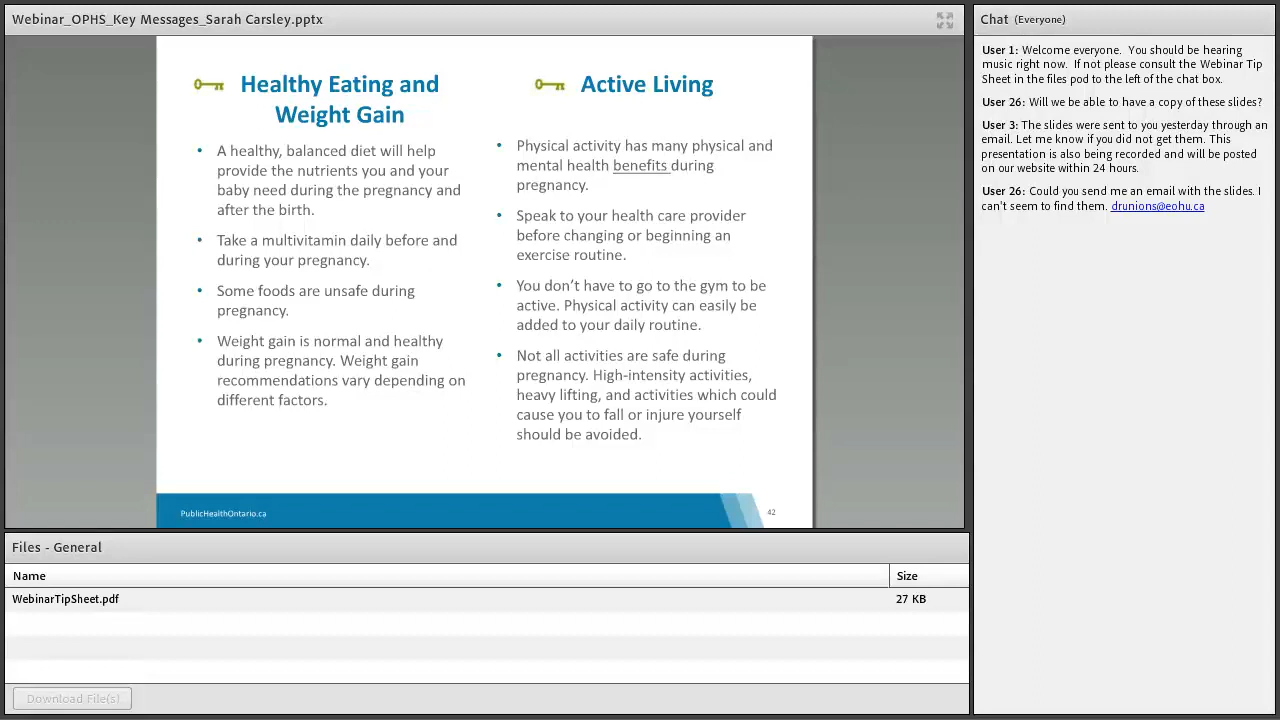 Webinar_OPHS_Key Messages_Sarah Carsley.pptx
Healthy Eating and
Weight Gain
• A healthy, balanced diet will help
provide the nutrients you and your
baby need during the pregnancy and
after the birth.
• Take a multivitamin daily before and
during your pregnancy.
• Some foods are unsafe during
pregnancy.
• Weight gain is normal and healthy
during pregnancy. Weight gain
recommendations vary depending on
different factors.
Active Living
• Physical activity has many physical and
mental health benefits during
pregnancy.
• Speak to your health care provider
before changing or beginning an
exercise routine.
• You don’t have to go to the gym to be
active. Physical activity can easily be
added to your daily routine.
• Not all activities are safe during
pregnancy. High-intensity activities,
heavy lifting, and activities which could
cause you to fall or injure yourself
should be avoided.
PublicHealthOntario.ca
42
Files - General
Name Size
WebinarTipSheet.pdf 27 KB
Download File(s)
Chat (Everyone)
User 1: Welcome everyone. You should be hearing
music right now. If not please consult the Webinar Tip
Sheet in the files pod to the left of the chat box.
User 26: Will we be able to have a copy of these slides?
User 3: The slides were sent to you yesterday through an
email. Let me know if you did not get them. This
presentation is also being recorded and will be posted
on our website within 24 hours.
User 26: Could you send me an email with the slides. I
can't seem to find them. drunions@eohu.ca